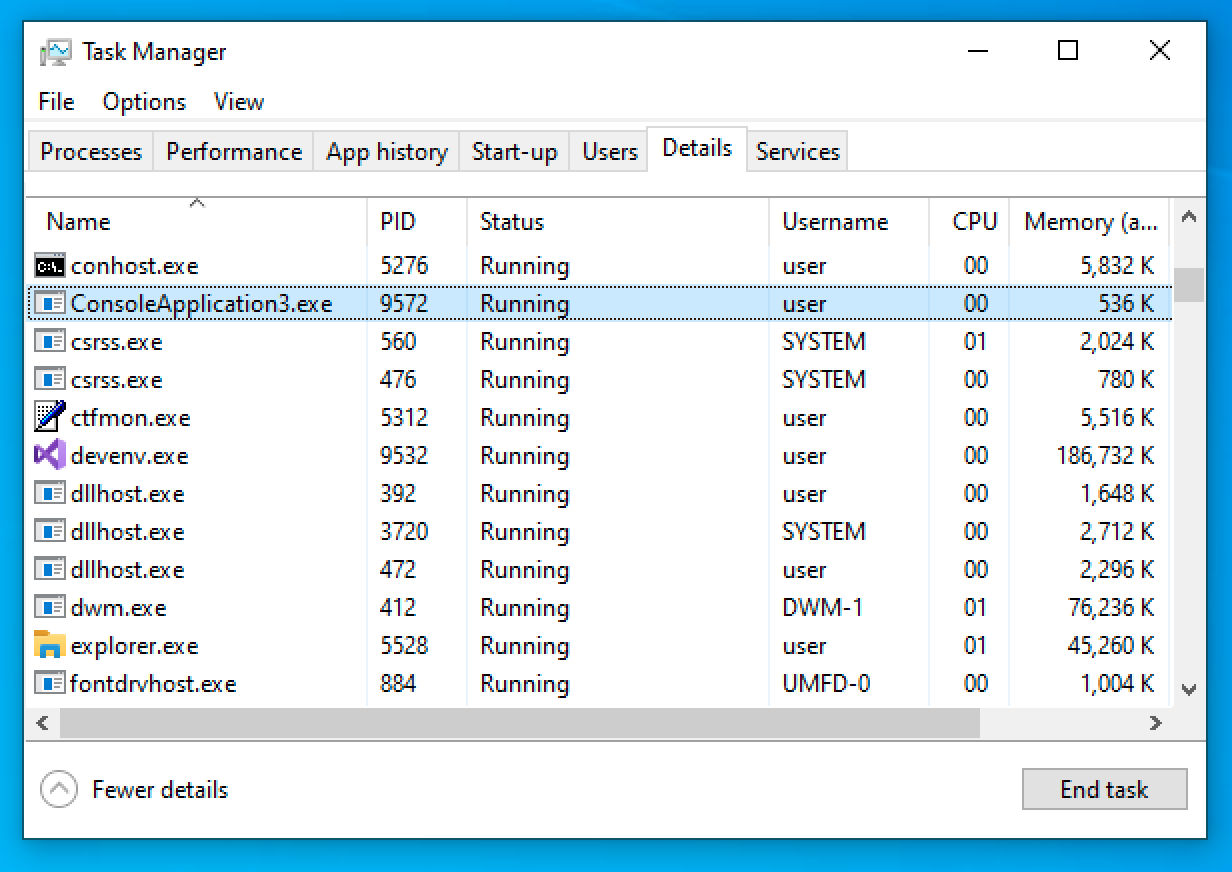 Task Manager
File Options View
Processes Performance App history Start-up Users Details Services
Name PID Status Username CPU Memory (a...
conhost.exe 5276 Running user 00 5,832 K
ConsoleApplication3.exe 9572 Running user 00 536 K
csrss.exe 560 Running SYSTEM 01 2,024 K
csrss.exe 476 Running SYSTEM 00 780 K
ctfmon.exe 5312 Running user 00 5,516 K
devenv.exe 9532 Running user 00 186,732 K
dllhost.exe 392 Running user 00 1,648 K
dllhost.exe 3720 Running SYSTEM 00 2,712 K
dllhost.exe 472 Running user 00 2,296 K
dwm.exe 412 Running DWM-1 01 76,236 K
explorer.exe 5528 Running user 01 45,260 K
fontdrvhost.exe 884 Running UMFD-0 00 1,004 K
Fewer details End task